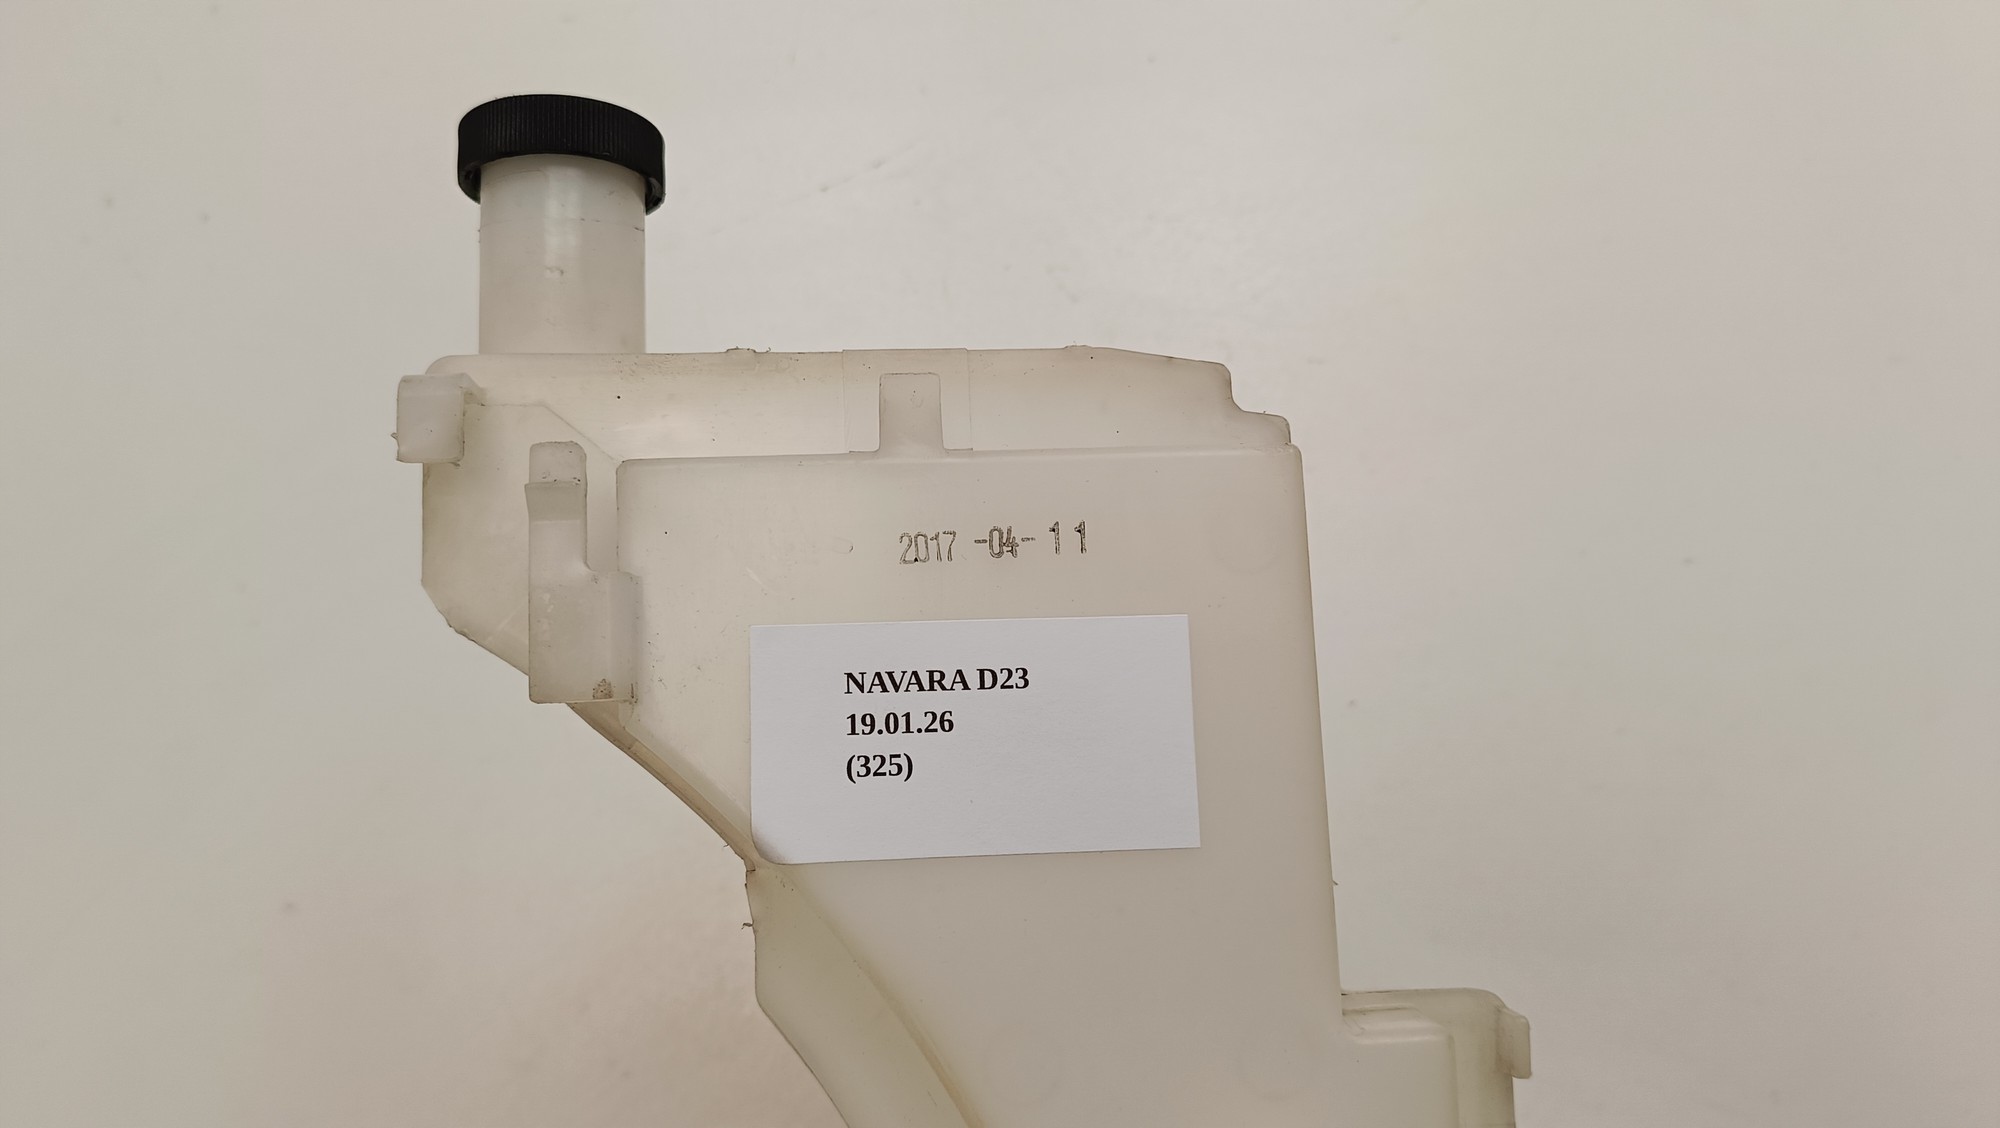 2017 -04- 11
NAVARA D23
19.01.26
(325)